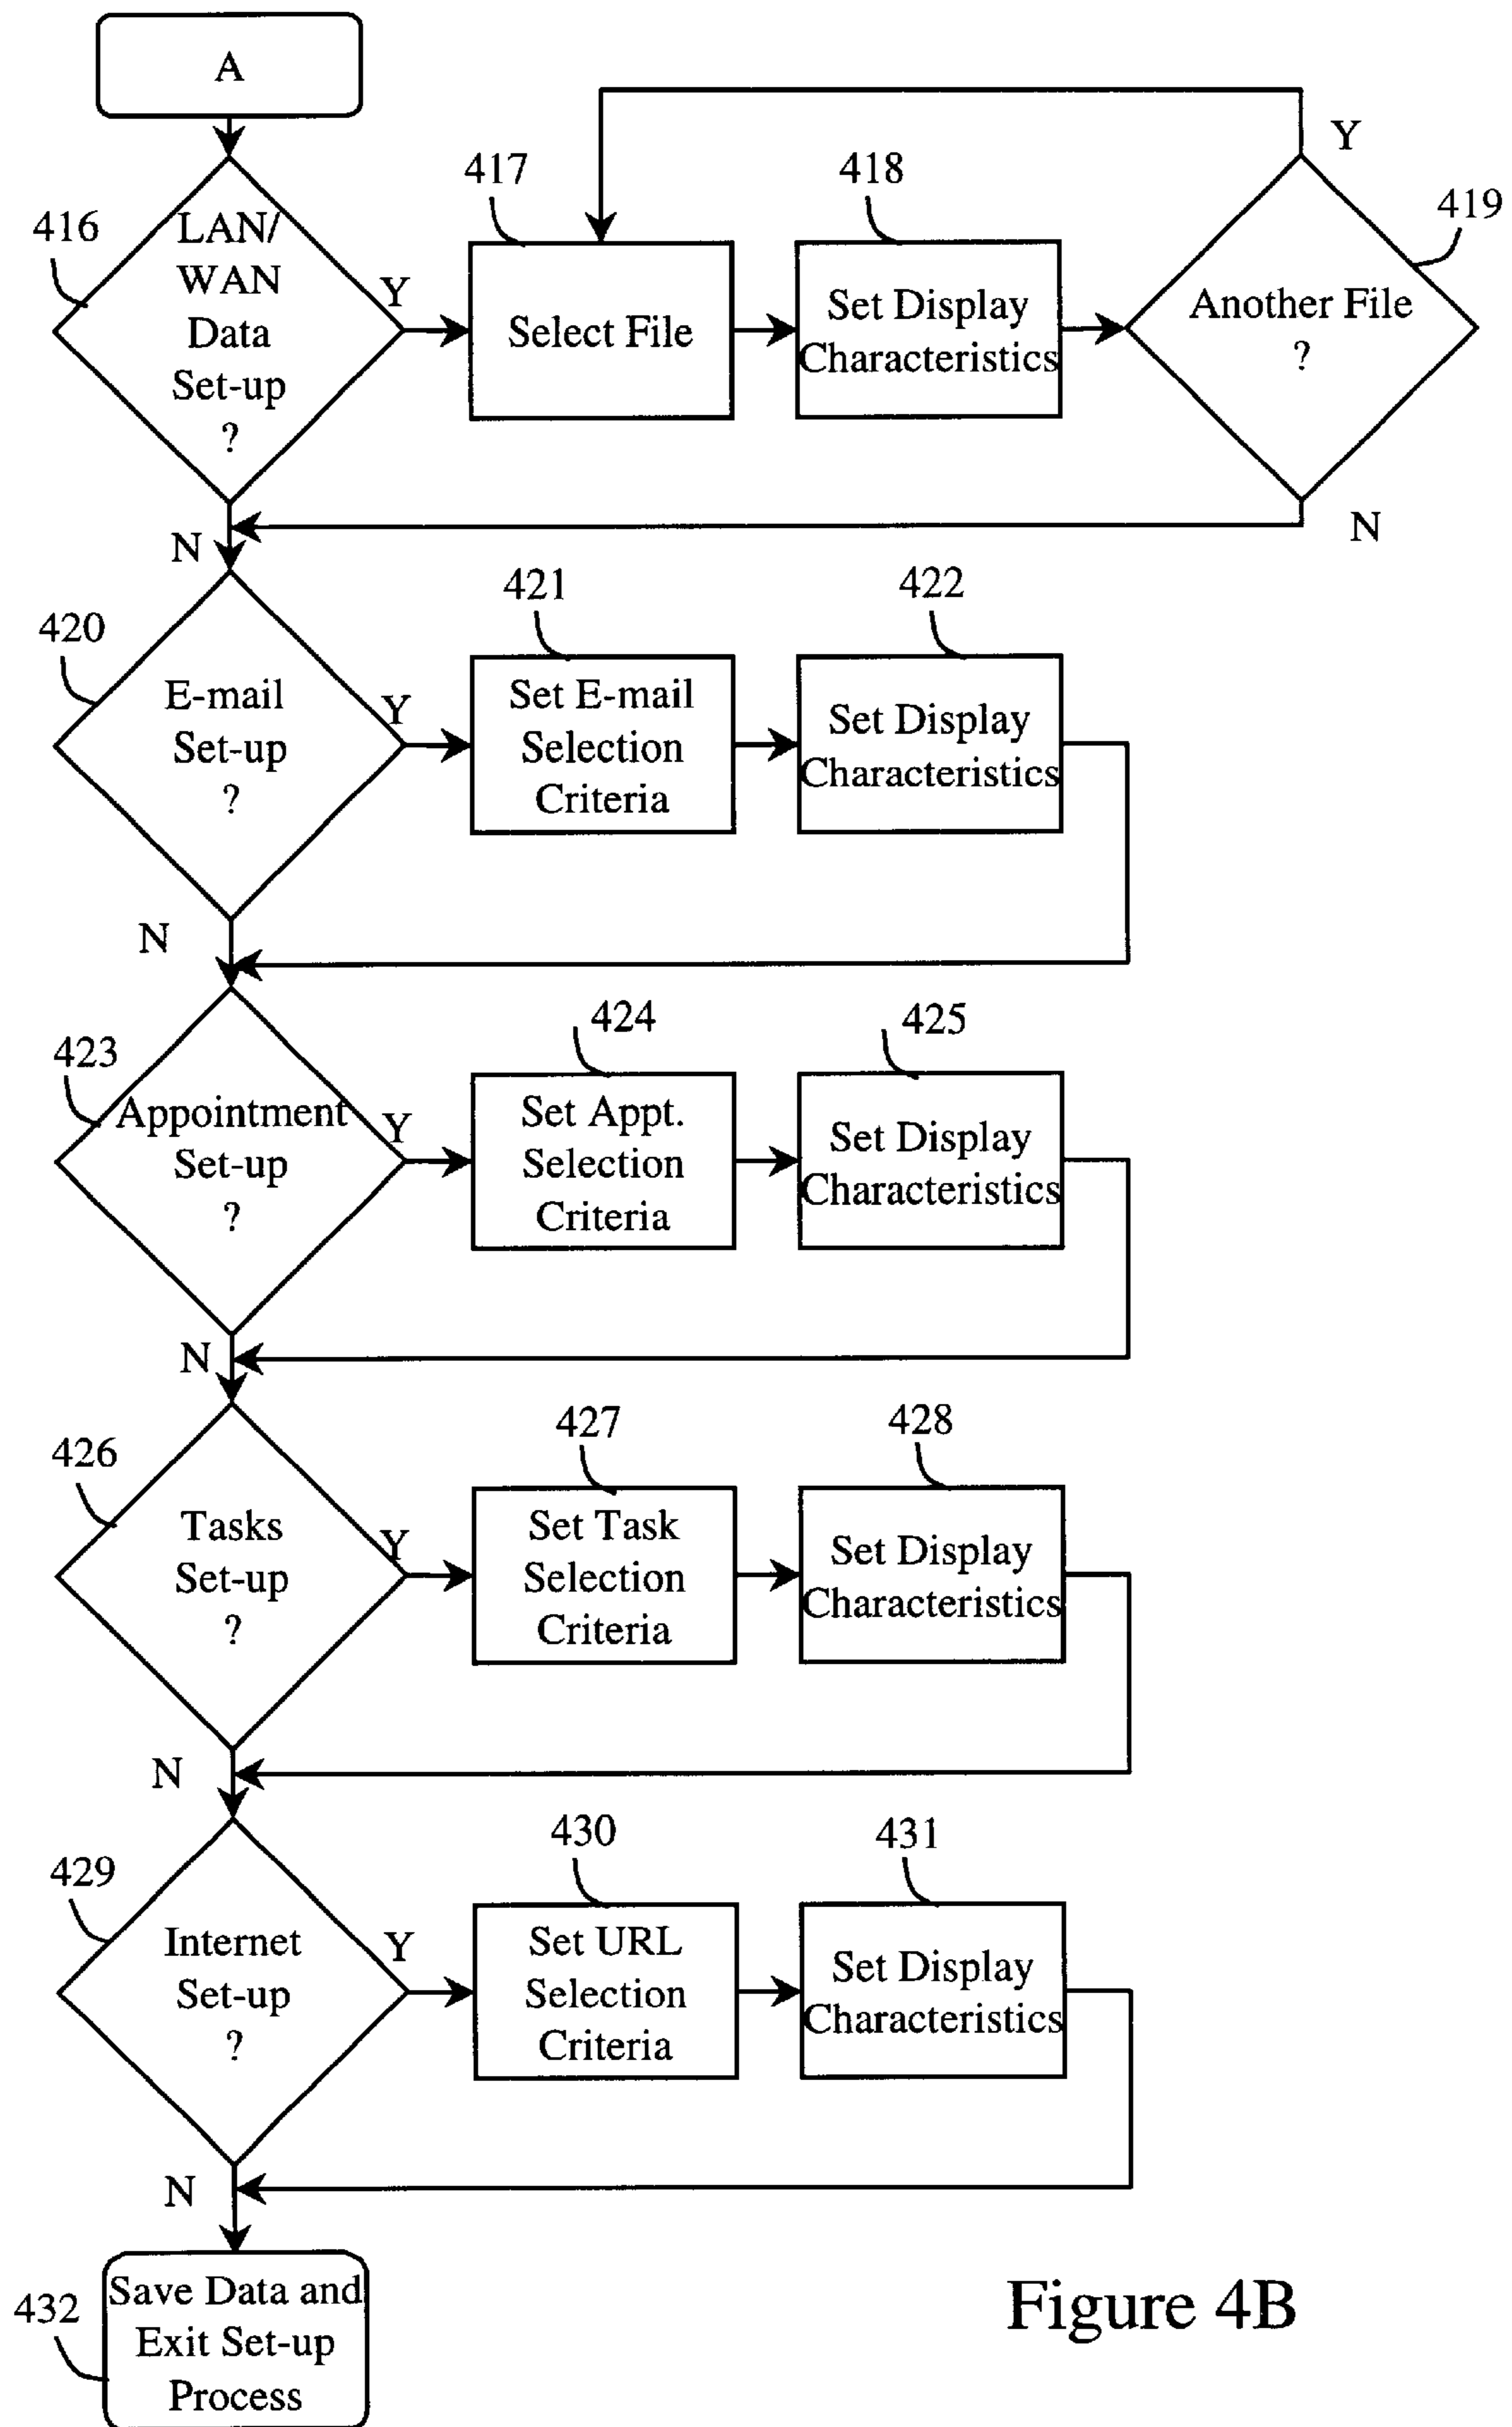 A
417
418
Y
419
416
LAN/
WAN
Data
Set-up
?
Y
Select File
Set Display
Characteristics
Another File
?
N
N
420
421
422
E-mail
Set-up
?
Y
Set E-mail
Selection
Criteria
Set Display
Characteristics
N
423
424
425
Appointment
Set-up
?
Y
Set Appt.
Selection
Criteria
Set Display
Characteristics
N
426
427
428
Tasks
Set-up
?
Y
Set Task
Selection
Criteria
Set Display
Characteristics
N
429
430
431
Internet
Set-up
?
Y
Set URL
Selection
Criteria
Set Display
Characteristics
N
432
Save Data and
Exit Set-up
Process
Figure 4B